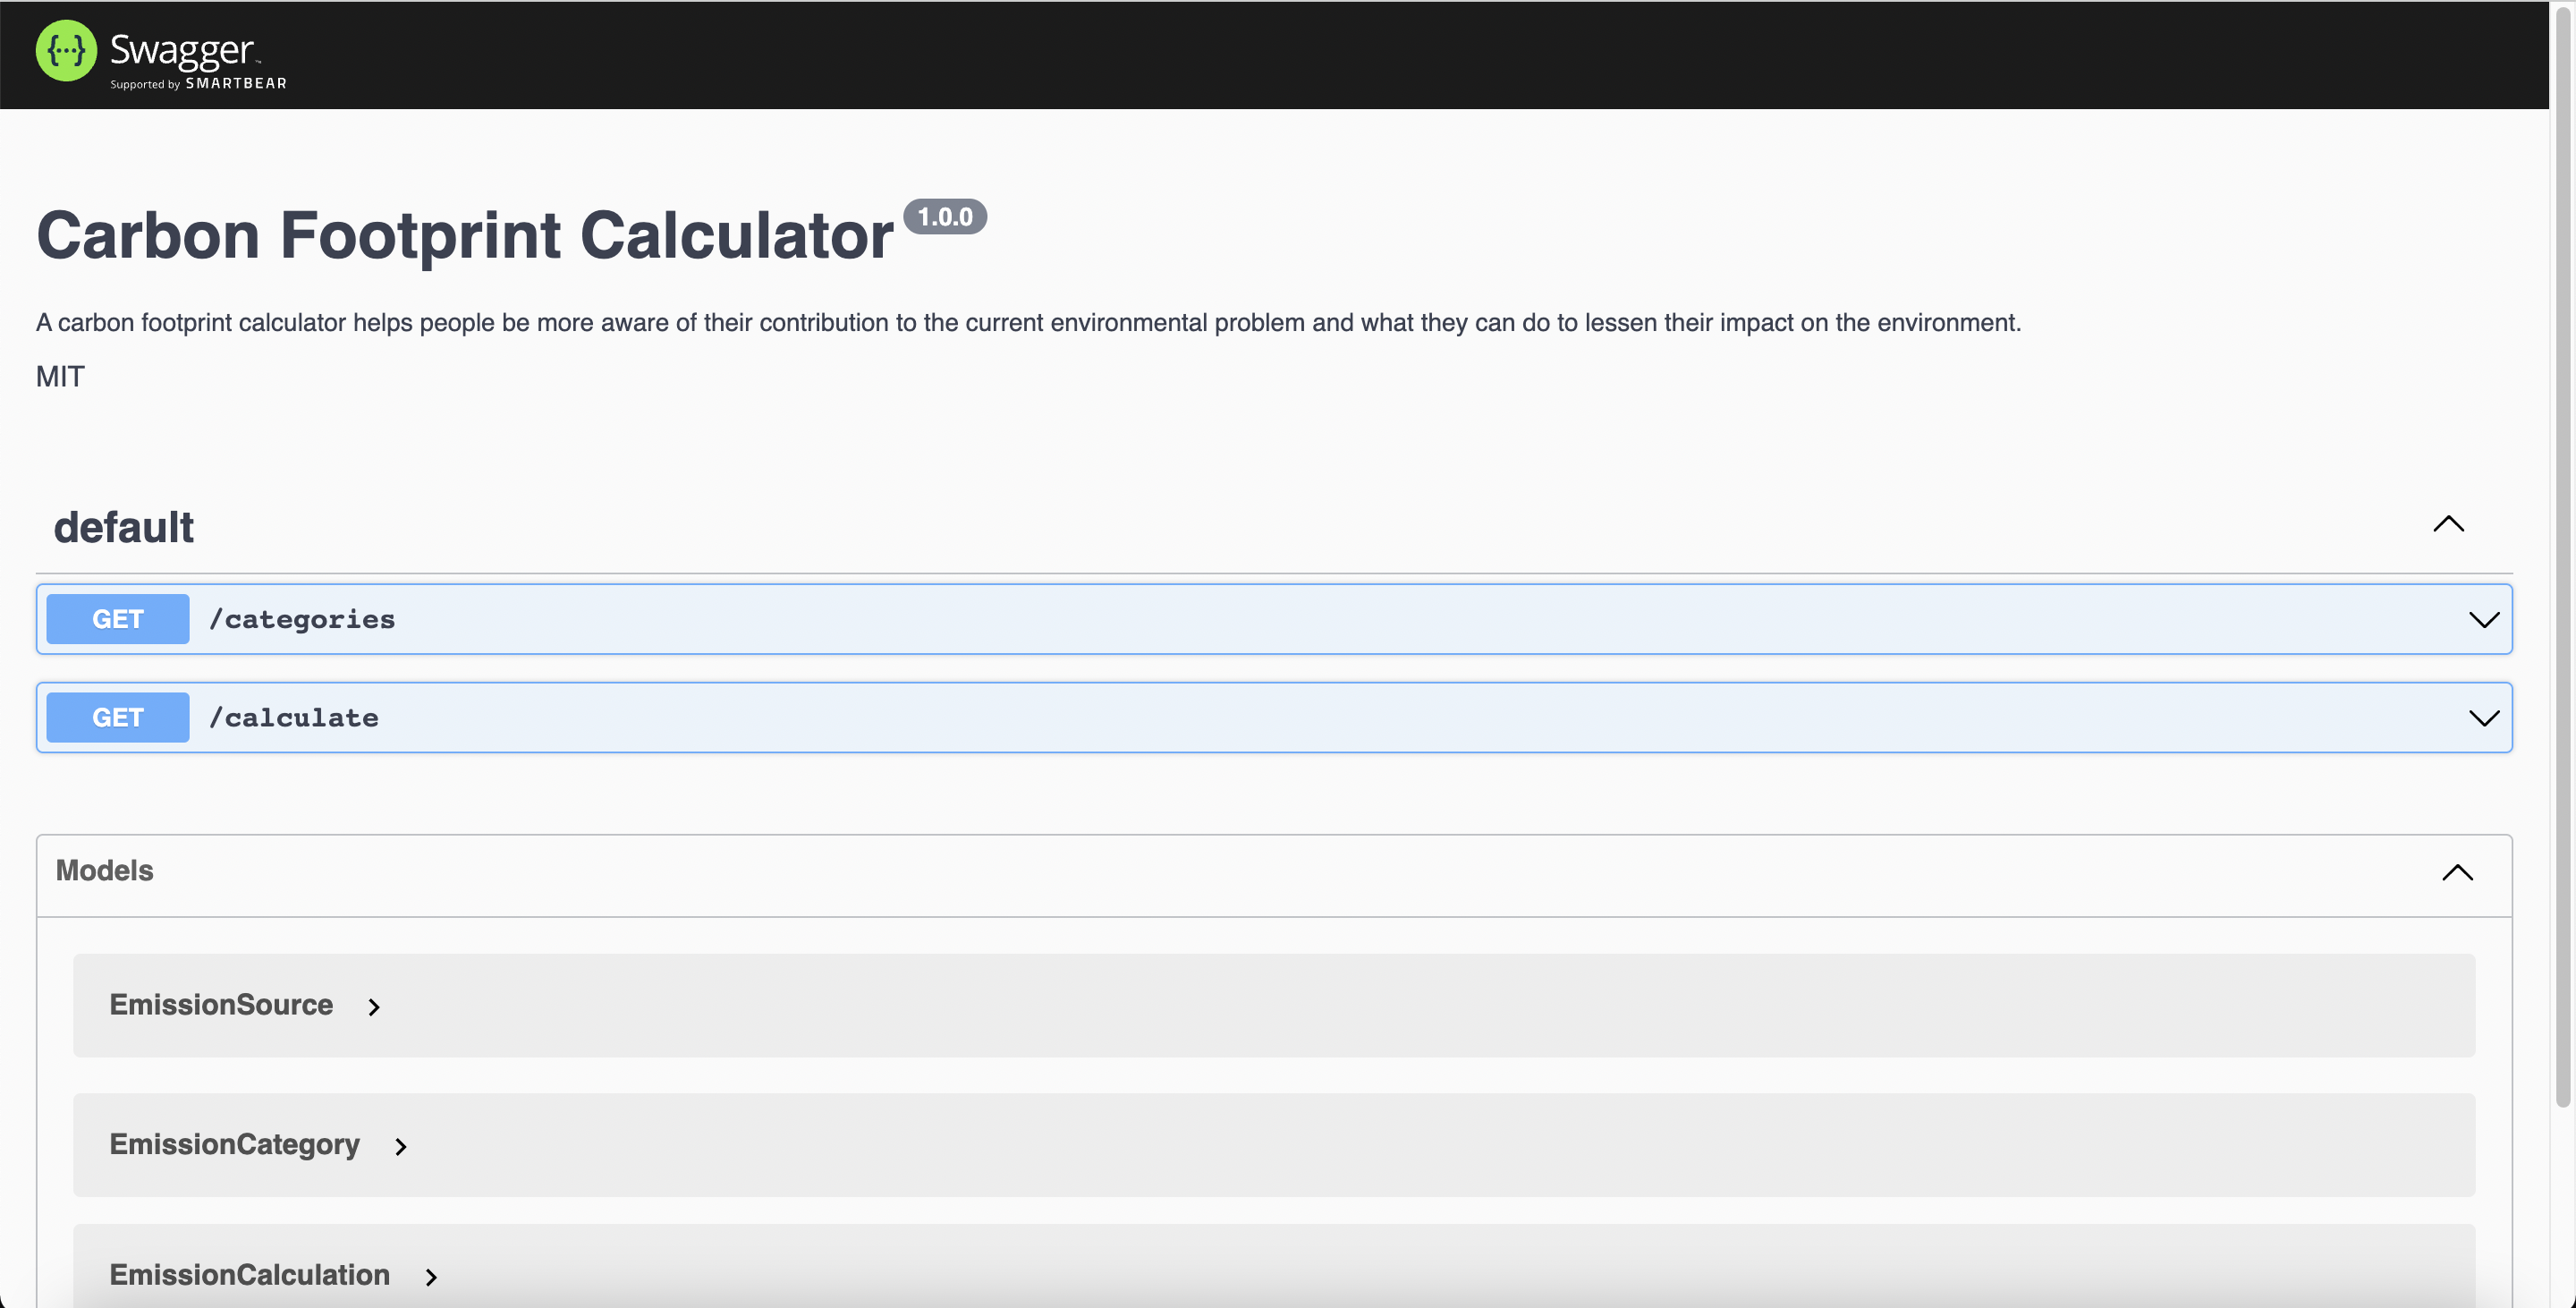 {···} Swagger™
Supported by SMARTBEAR
Carbon Footprint Calculator 1.0.0
A carbon footprint calculator helps people be more aware of their contribution to the current environmental problem and what they can do to lessen their impact on the environment.
MIT
default
GET /categories
GET /calculate
Models
EmissionSource
EmissionCategory
EmissionCalculation